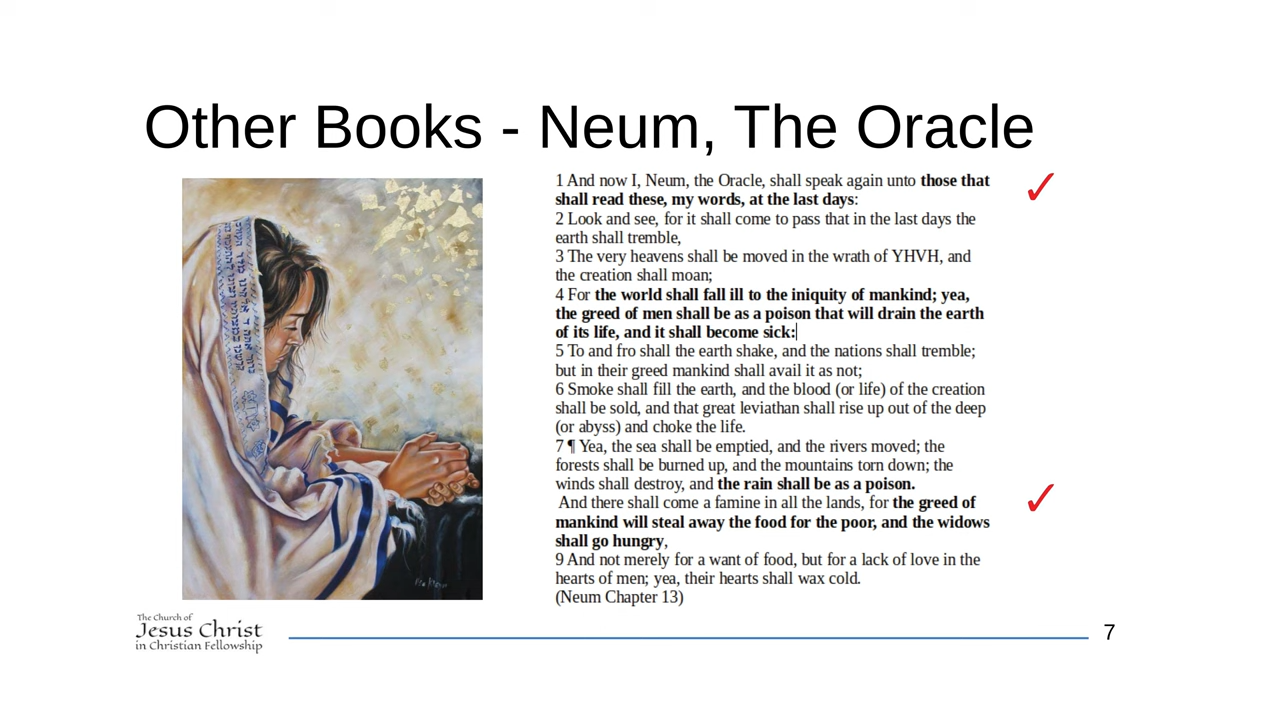 Other Books - Neum, The Oracle
1 And now I, Neum, the Oracle, shall speak again unto those that
shall read these, my words, at the last days:
2 Look and see, for it shall come to pass that in the last days the
earth shall tremble,
3 The very heavens shall be moved in the wrath of YHVH, and
the creation shall moan;
4 For the world shall fall ill to the iniquity of mankind; yea,
the greed of men shall be as a poison that will drain the earth
of its life, and it shall become sick:
5 To and fro shall the earth shake, and the nations shall tremble;
but in their greed mankind shall avail it as not;
6 Smoke shall fill the earth, and the blood (or life) of the creation
shall be sold, and that great leviathan shall rise up out of the deep
(or abyss) and choke the life.
7 ¶ Yea, the sea shall be emptied, and the rivers moved; the
forests shall be burned up, and the mountains torn down; the
winds shall destroy, and the rain shall be as a poison.
And there shall come a famine in all the lands, for the greed of
mankind will steal away the food for the poor, and the widows
shall go hungry,
9 And not merely for a want of food, but for a lack of love in the
hearts of men; yea, their hearts shall wax cold.
(Neum Chapter 13)
The Church of
Jesus Christ
in Christian Fellowship
7